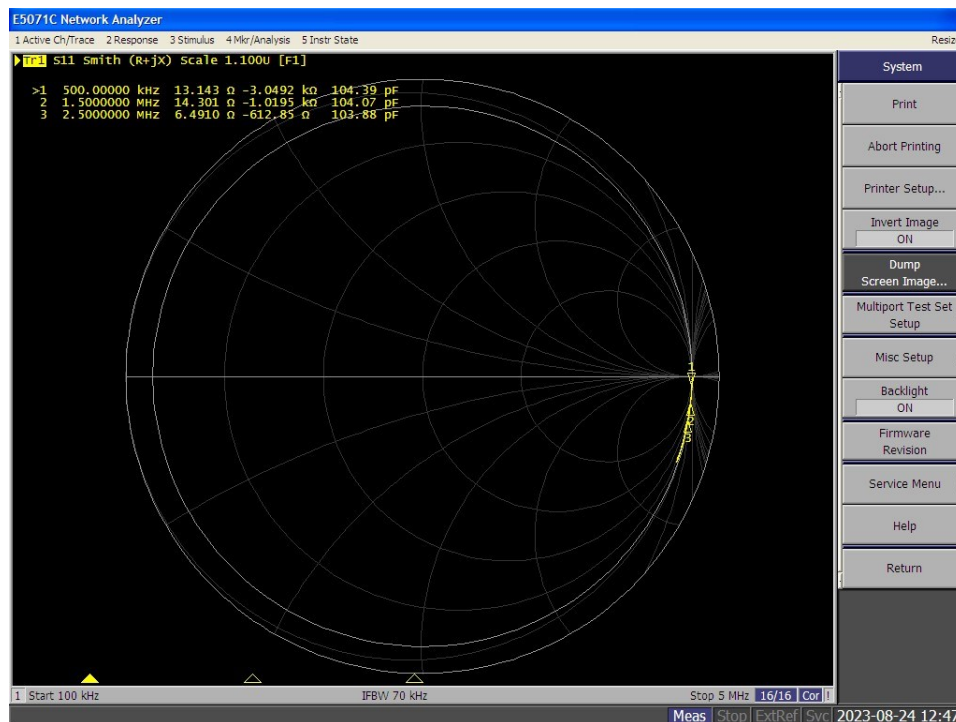 E5071C Network Analyzer
1 Active Ch/Trace 2 Response 3 Stimulus 4 Mkr/Analysis 5 Instr State
Tr1 S11 Smith (R+jX) Scale 1.100U [F1]
>1 500.00000 kHz 13.143 Ω -3.0492 kΩ 104.39 pF
2 1.5000000 MHz 14.301 Ω -1.0195 kΩ 104.07 pF
3 2.5000000 MHz 6.4910 Ω -612.85 Ω 103.88 pF
1
2
3
System
Print
Abort Printing
Printer Setup...
Invert Image
ON
Dump
Screen Image...
Multiport Test Set
Setup
Misc Setup
Backlight
ON
Firmware
Revision
Service Menu
Help
Return
1 Start 100 kHz IFBW 70 kHz Stop 5 MHz 16/16 Cor !
Meas Stop ExtRef Svc 2023-08-24 12:47